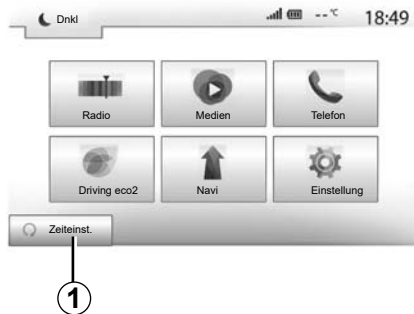 Dnkl --℃ 18:49
Radio Medien Telefon
Driving eco2 Navi Einstellung
Zeiteinst.
1